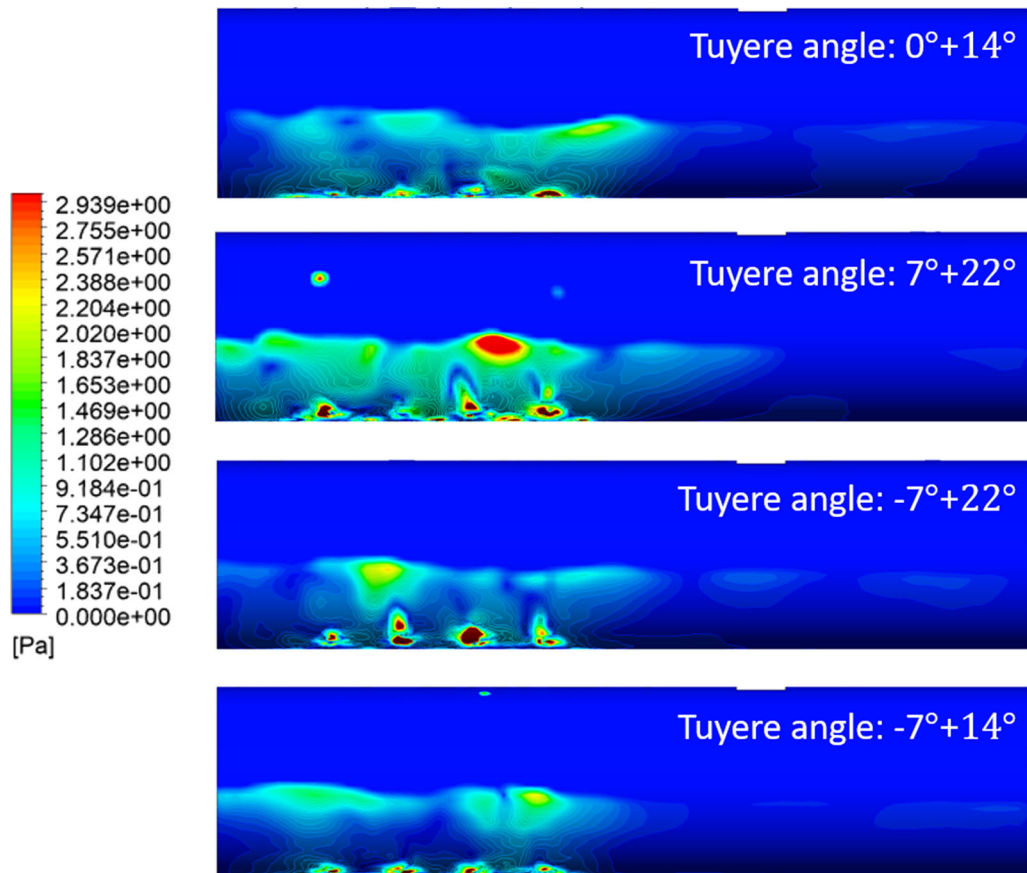 Tuyere angle: 0°+14°
2.939e+00
2.755e+00
2.571e+00
2.388e+00
2.204e+00
2.020e+00
1.837e+00
1.653e+00
1.469e+00
1.286e+00
1.102e+00
9.184e-01
7.347e-01
5.510e-01
3.673e-01
1.837e-01
0.000e+00
[Pa]
Tuyere angle: 7°+22°
Tuyere angle: -7°+22°
Tuyere angle: -7°+14°